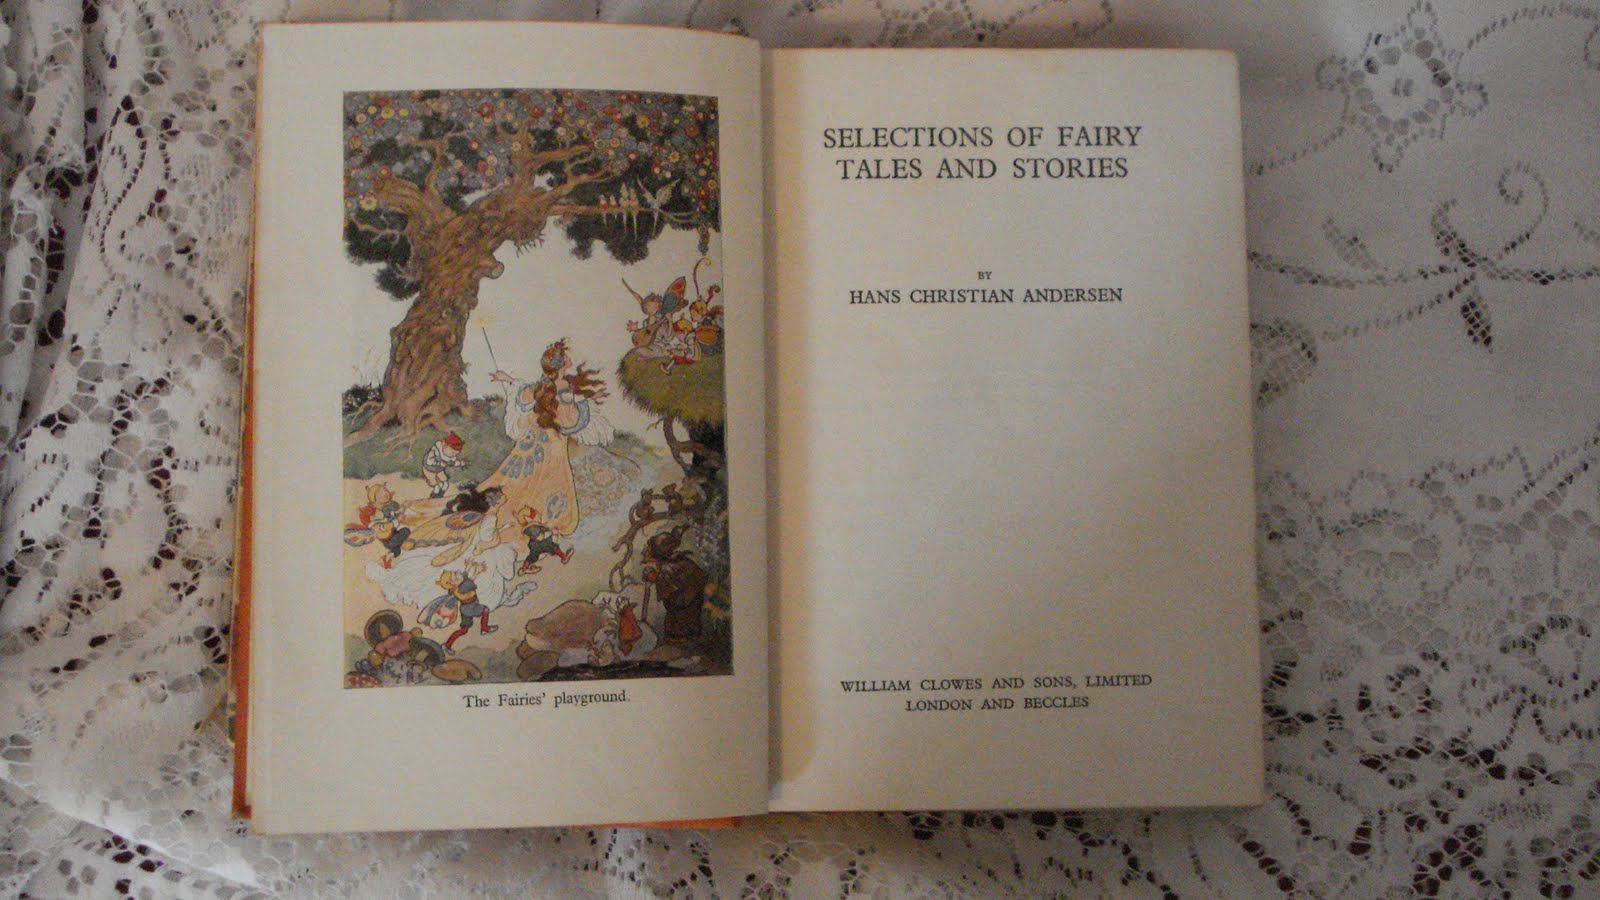 The Fairies' playground.
SELECTIONS OF FAIRY
TALES AND STORIES
BY
HANS CHRISTIAN ANDERSEN
WILLIAM CLOWES AND SONS, LIMITED
LONDON AND BECCLES